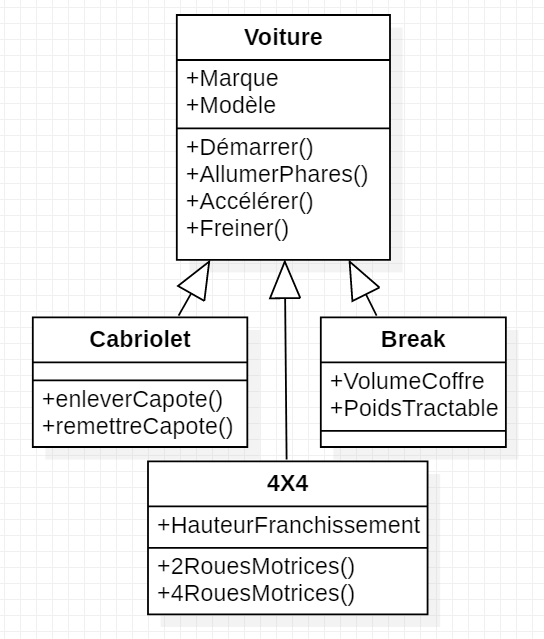 Voiture
+Marque
+Modèle
+Démarrer()
+AllumerPhares()
+Accélérer()
+Freiner()
Cabriolet
+enleverCapote()
+remettreCapote()
Break
+VolumeCoffre
+PoidsTractable
4X4
+HauteurFranchissement
+2RouesMotrices()
+4RouesMotrices()